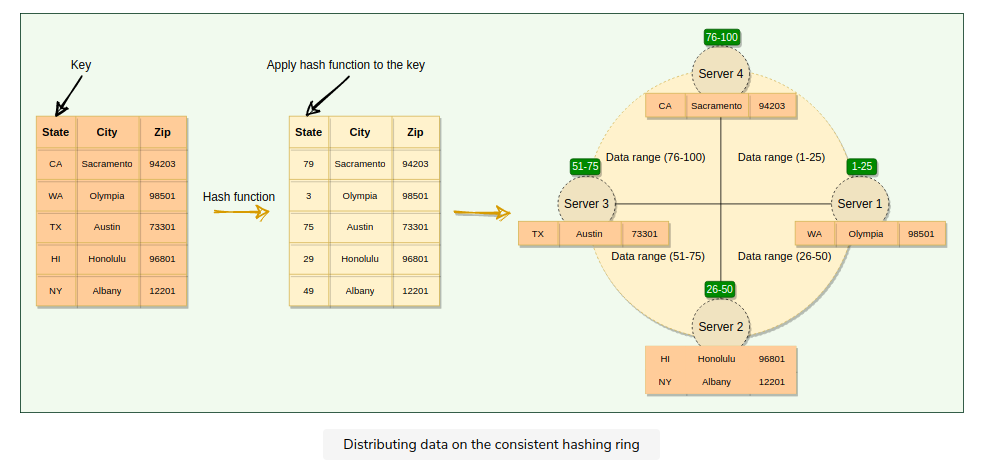 Key
State City Zip
CA Sacramento 94203
WA Olympia 98501
TX Austin 73301
HI Honolulu 96801
NY Albany 12201
Hash function
Apply hash function to the key
State City Zip
79 Sacramento 94203
3 Olympia 98501
75 Austin 73301
29 Honolulu 96801
49 Albany 12201
76-100
Server 4
CA Sacramento 94203
Data range (76-100)
Data range (1-25)
51-75
Server 3
TX Austin 73301
1-25
Server 1
WA Olympia 98501
Data range (51-75)
Data range (26-50)
26-50
Server 2
HI Honolulu 96801
NY Albany 12201
Distributing data on the consistent hashing ring